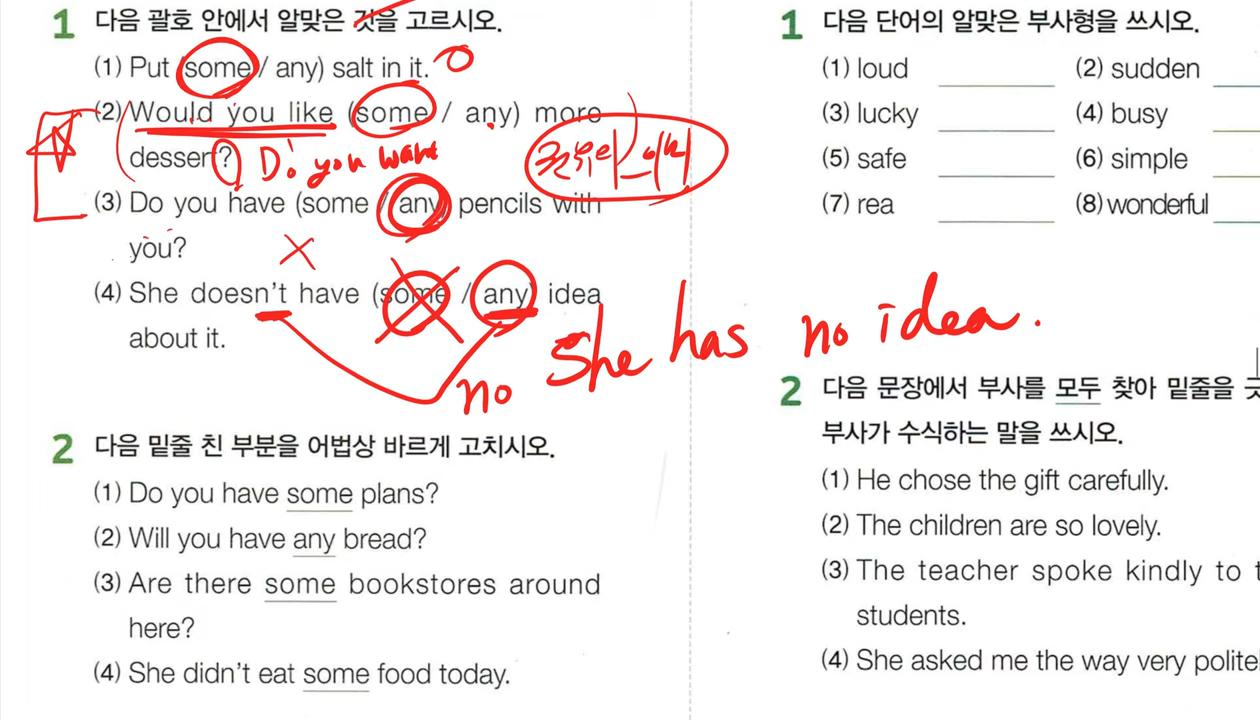 1 다음 괄호 안에서 알맞은 것을 고르시오.
(1) Put (some / any) salt in it.
(2) Would you like (some / any) more
dessert?
Do you want
(3) Do you have (some / any) pencils with
you?
(4) She doesn't have (some / any) idea
about it.
no She has no idea.
2 다음 밑줄 친 부분을 어법상 바르게 고치시오.
(1) Do you have some plans?
(2) Will you have any bread?
(3) Are there some bookstores around
here?
(4) She didn't eat some food today.
1 다음 단어의 알맞은 부사형을 쓰시오.
(1) loud (2) sudden
(3) lucky (4) busy
(5) safe (6) simple
(7) rea (8) wonderful
2 다음 문장에서 부사를 모두 찾아 밑줄을
부사가 수식하는 말을 쓰시오.
(1) He chose the gift carefully.
(2) The children are so lovely.
(3) The teacher spoke kindly to
students.
(4) She asked me the way very